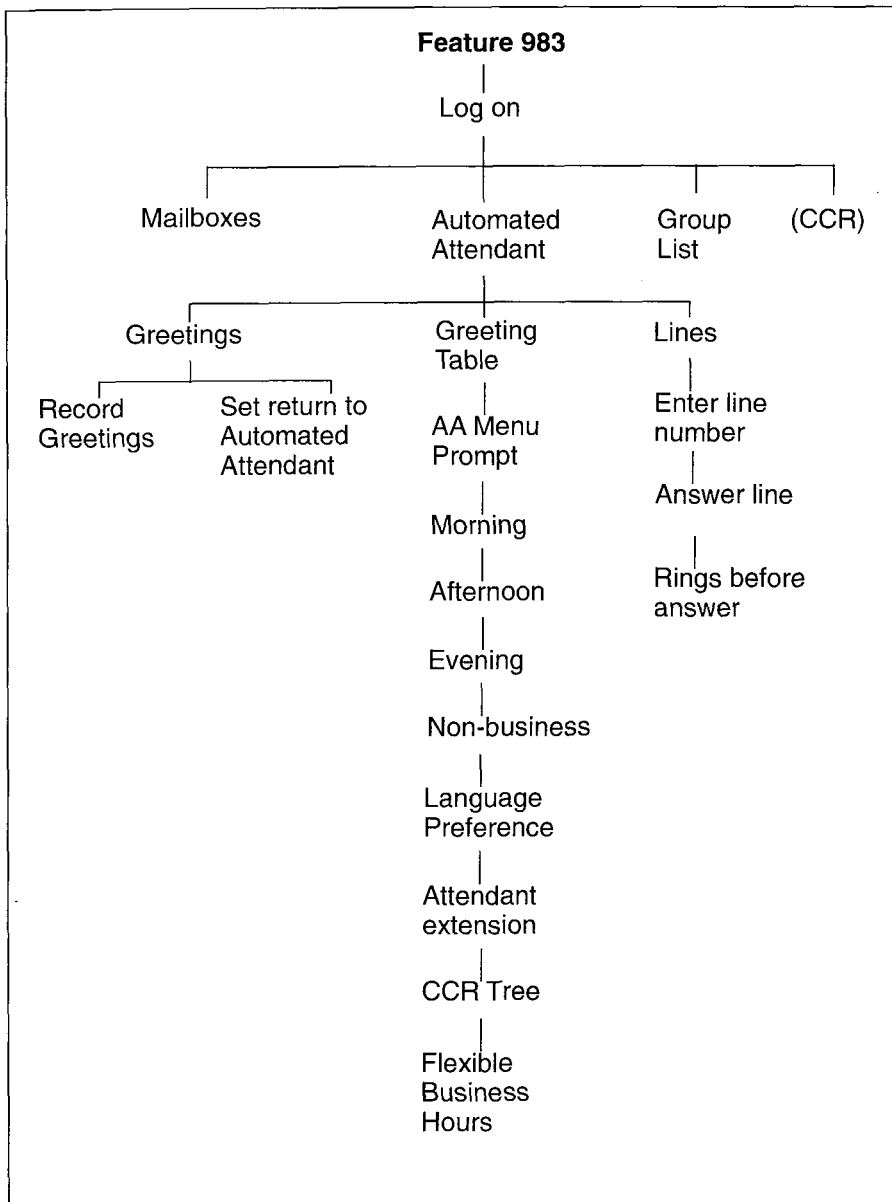 Feature 983
Log on
Mailboxes
Automated
Attendant
Group
List
(CCR)
Greetings
Greeting
Table
Lines
Record
Greetings
Set return to
Automated
Attendant
AA Menu
Prompt
Enter line
number
Morning
Answer line
Afternoon
Rings before
answer
Evening
Non-business
Language
Preference
Attendant
extension
CCR Tree
Flexible
Business
Hours